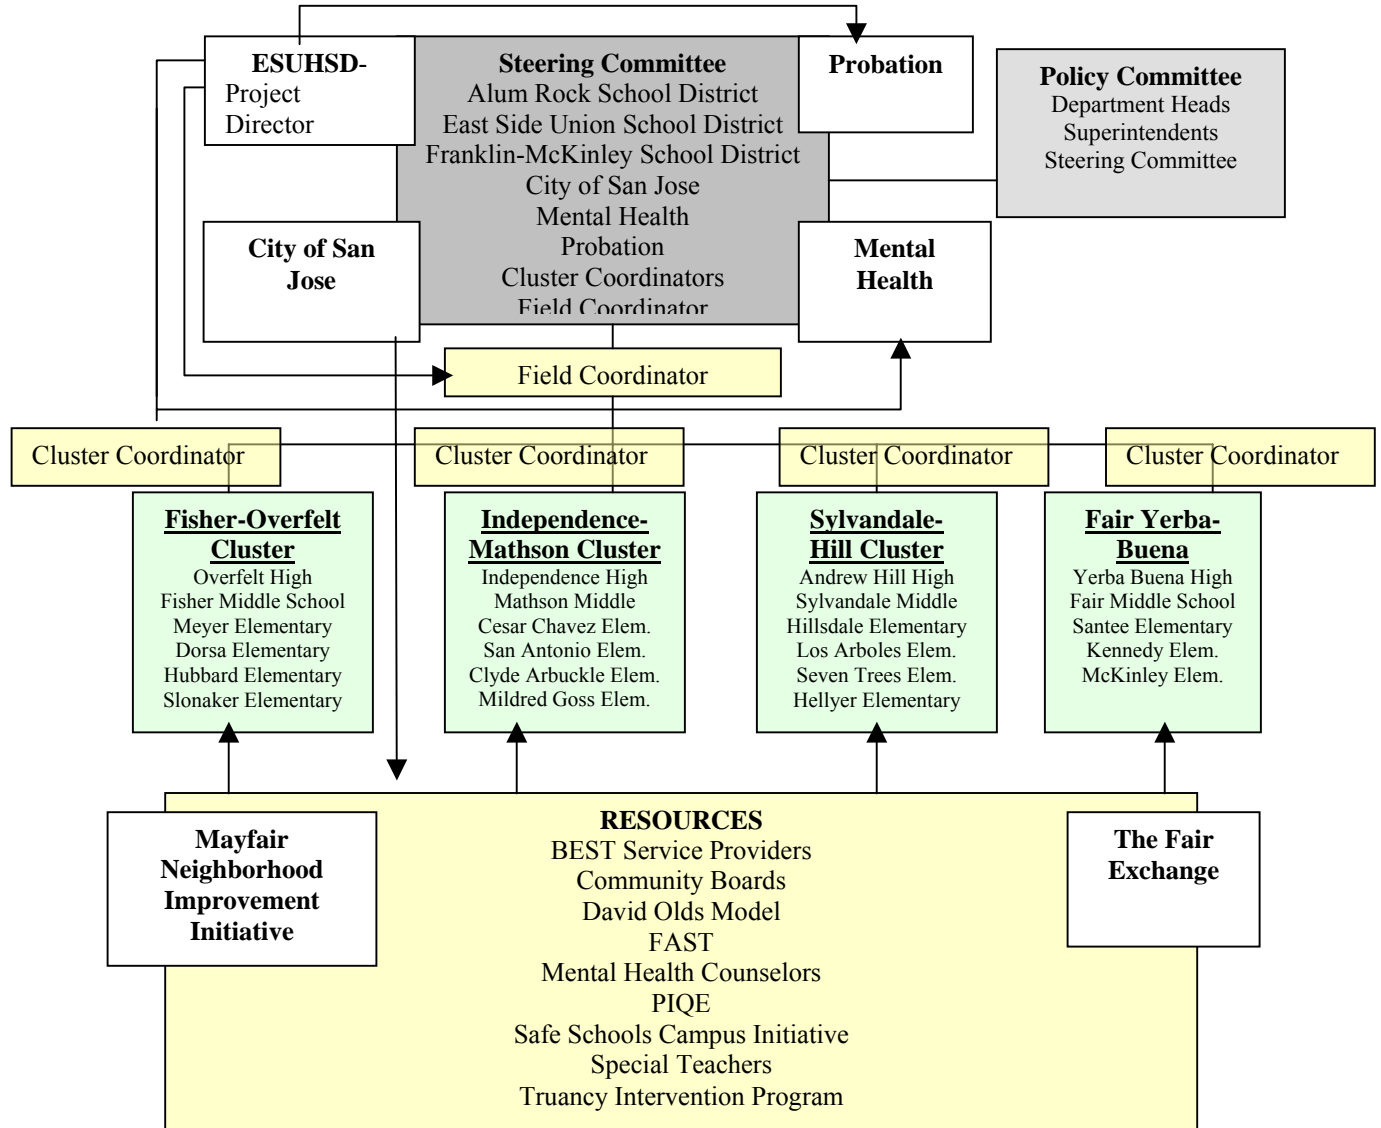 ESUHSD-
Project
Director
Steering Committee
Alum Rock School District
East Side Union School District
Franklin-McKinley School District
City of San Jose
Mental Health
Probation
Cluster Coordinators
Field Coordinator
Probation
Policy Committee
Department Heads
Superintendents
Steering Committee
City of San
Jose
Mental
Health
Field Coordinator
Cluster Coordinator
Cluster Coordinator
Cluster Coordinator
Cluster Coordinator
Fisher-Overfelt
Cluster
Overfelt High
Fisher Middle School
Meyer Elementary
Dorsa Elementary
Hubbard Elementary
Slonaker Elementary
Independence-
Mathson Cluster
Independence High
Mathson Middle
Cesar Chavez Elem.
San Antonio Elem.
Clyde Arbuckle Elem.
Mildred Goss Elem.
Sylvandale-
Hill Cluster
Andrew Hill High
Sylvandale Middle
Hillsdale Elementary
Los Arboles Elem.
Seven Trees Elem.
Hellyer Elementary
Fair Yerba-
Buena
Yerba Buena High
Fair Middle School
Santee Elementary
Kennedy Elem.
McKinley Elem.
Mayfair
Neighborhood
Improvement
Initiative
RESOURCES
BEST Service Providers
Community Boards
David Olds Model
FAST
Mental Health Counselors
PIQE
Safe Schools Campus Initiative
Special Teachers
Truancy Intervention Program
The Fair
Exchange